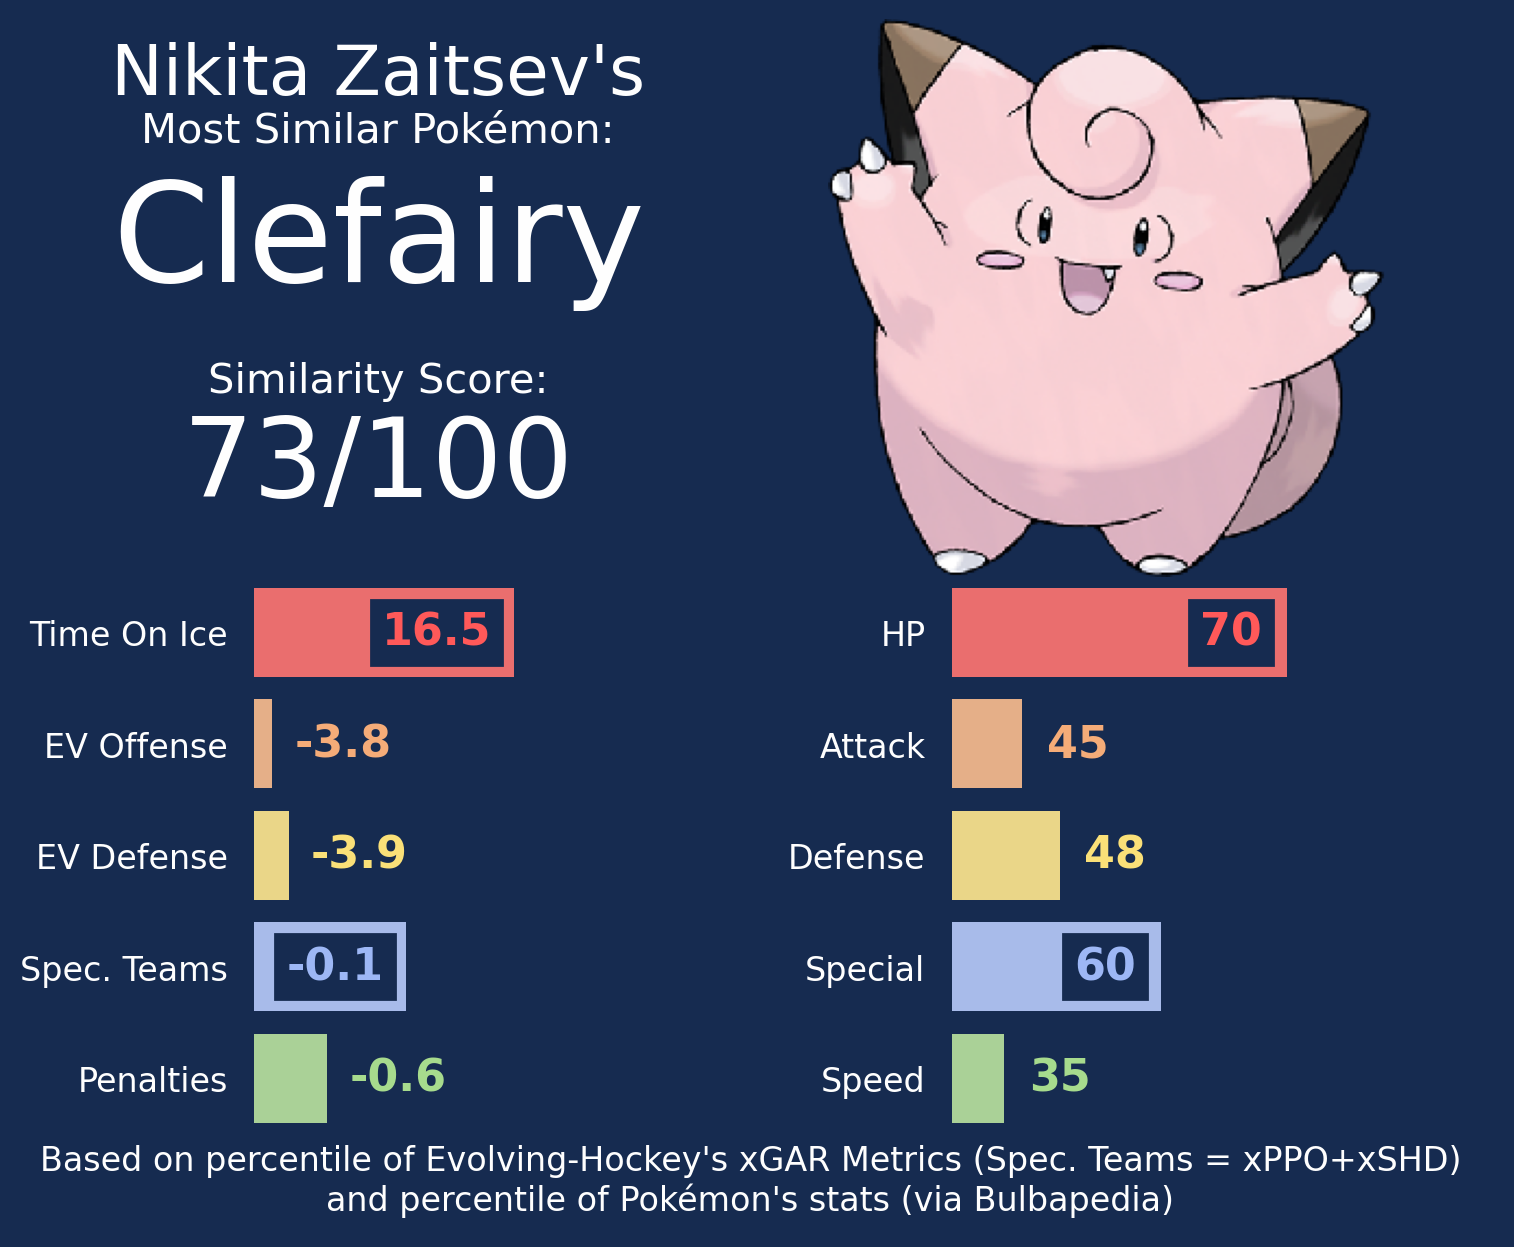 Nikita Zaitsev's
Most Similar Pokémon:
Clefairy
Similarity Score:
73/100
Time On Ice 16.5
EV Offense -3.8
EV Defense -3.9
Spec. Teams -0.1
Penalties -0.6
HP 70
Attack 45
Defense 48
Special 60
Speed 35
Based on percentile of Evolving-Hockey's xGAR Metrics (Spec. Teams = xPPO+xSHD)
and percentile of Pokémon's stats (via Bulbapedia)